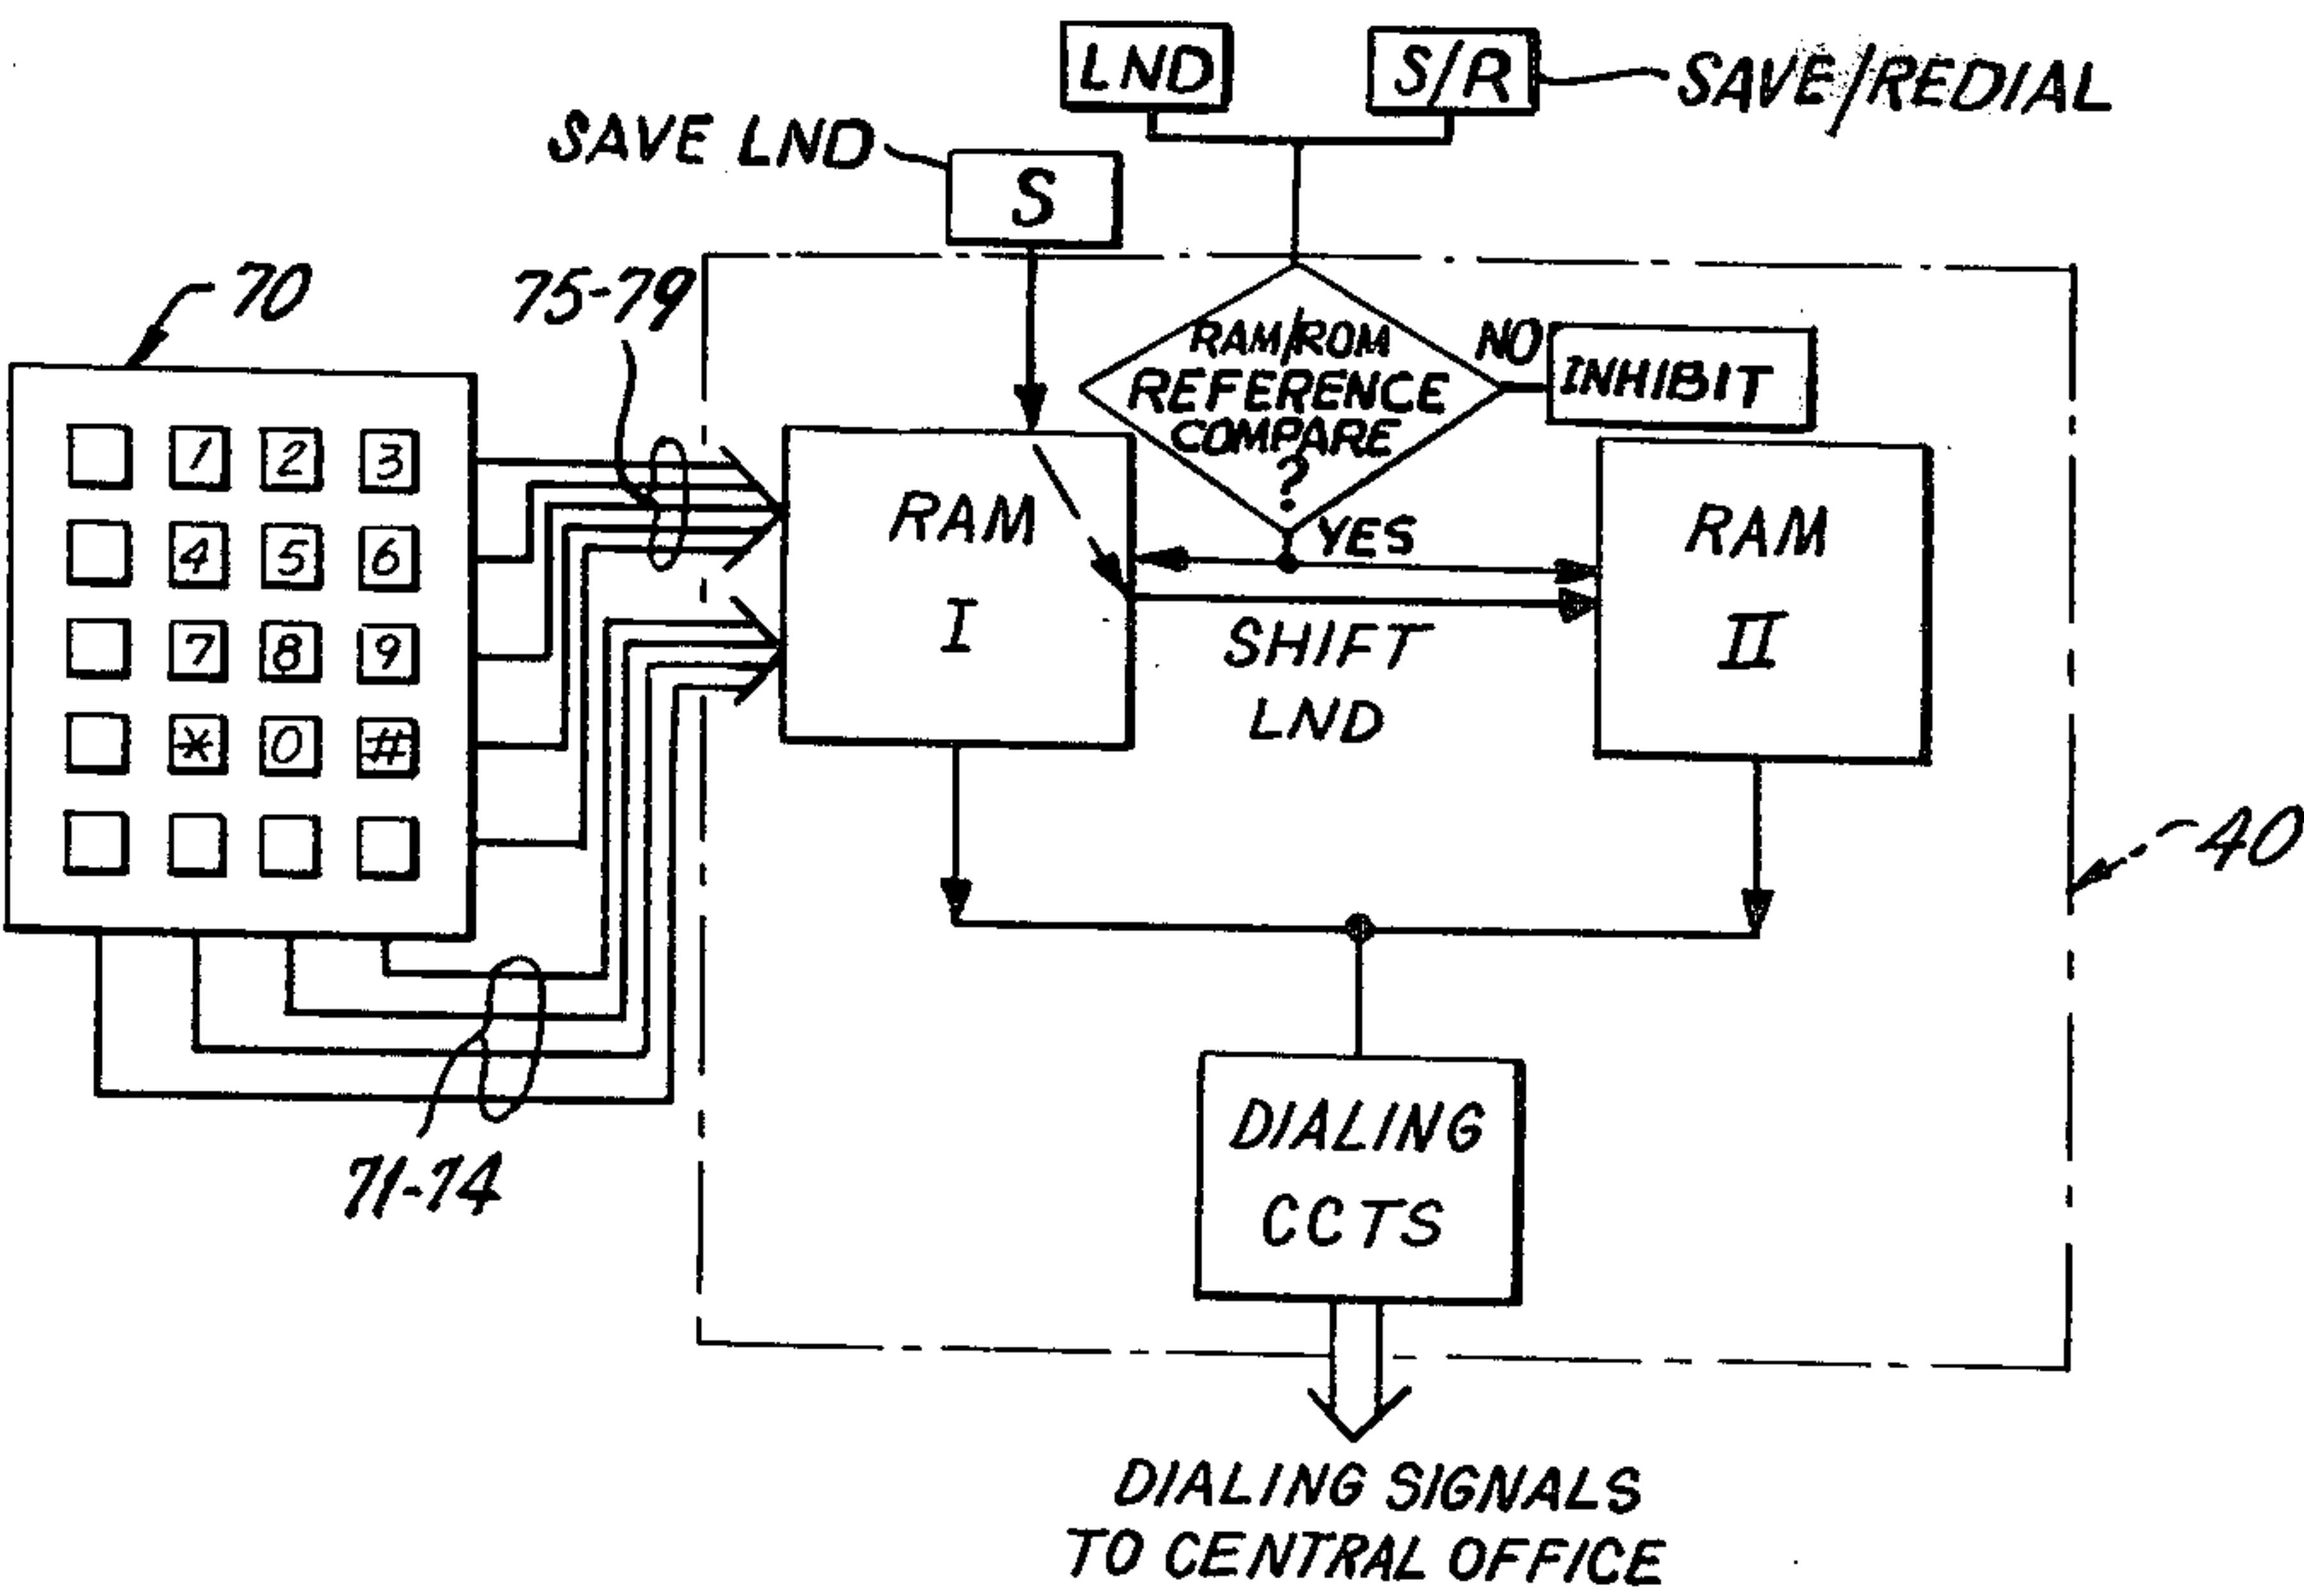 LND
S/R
SAVE/REDIAL
SAVE LND
S
70
75-79
RAM/ROM
REFERENCE
COMPARE
?
NO
INHIBIT
YES
1 2 3
4 5 6
7 8 9
* 0 #
RAM
I
RAM
II
SHIFT
LND
40
71-74
DIALING
CCTS
DIALING SIGNALS
TO CENTRAL OFFICE